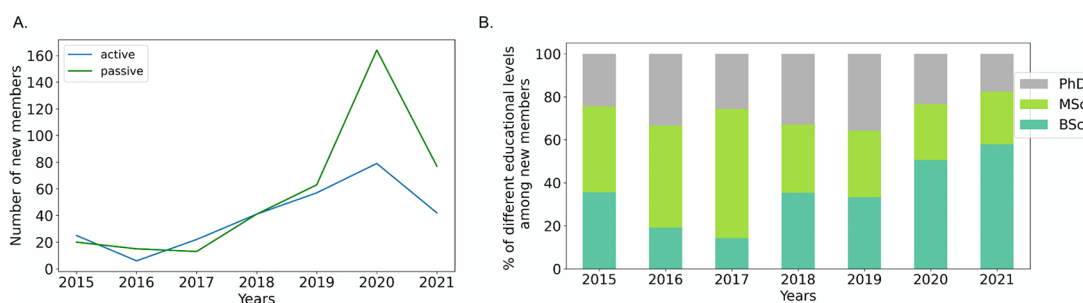 A.
Number of new members
160
140
120
100
80
60
40
20
0
active
passive
2015 2016 2017 2018 2019 2020 2021
Years
B.
% of different educational levels
among new members
100
80
60
40
20
0
PhD
MSc
BSc
2015 2016 2017 2018 2019 2020 2021
Years